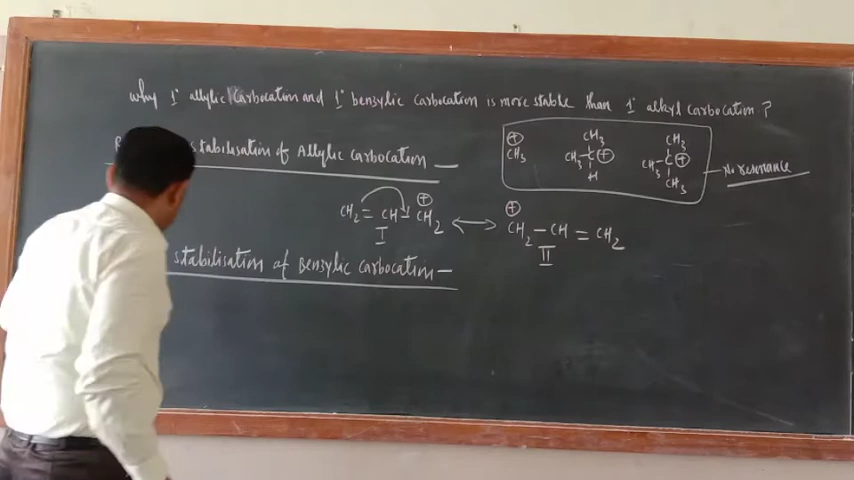 Why 1° allylic carbocation and 1° benzylic carbocation is more stable than 1° alkyl carbocation?
stabilisation of Allylic carbocation —
⊕ CH3
CH3 CH3-C⊕ H
CH3 CH3-C⊕ CH3
No resonance
CH2 = CH - CH2 ⊕ ⟷ ⊕ CH2 - CH = CH2
I II
stabilisation of Benzylic carbocation —